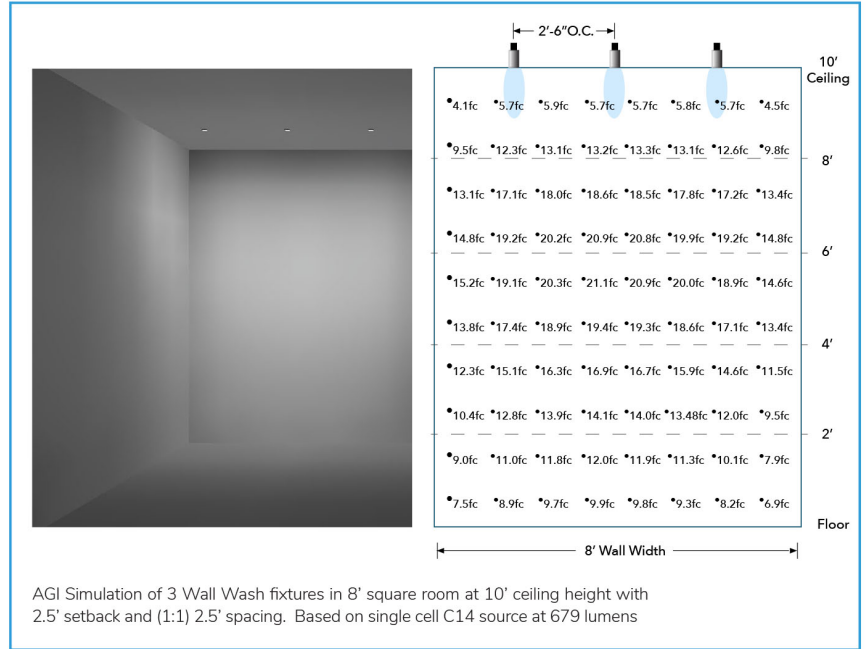 2'-6"O.C.
10'
Ceiling
4.1fc 5.7fc 5.9fc 5.7fc 5.7fc 5.8fc 5.7fc 4.5fc
9.5fc 12.3fc 13.1fc 13.2fc 13.3fc 13.1fc 12.6fc 9.8fc
8'
13.1fc 17.1fc 18.0fc 18.6fc 18.5fc 17.8fc 17.2fc 13.4fc
14.8fc 19.2fc 20.2fc 20.9fc 20.8fc 19.9fc 19.2fc 14.8fc
6'
15.2fc 19.1fc 20.3fc 21.1fc 20.9fc 20.0fc 18.9fc 14.6fc
13.8fc 17.4fc 18.9fc 19.4fc 19.3fc 18.6fc 17.1fc 13.4fc
4'
12.3fc 15.1fc 16.3fc 16.9fc 16.7fc 15.9fc 14.6fc 11.5fc
10.4fc 12.8fc 13.9fc 14.1fc 14.0fc 13.48fc 12.0fc 9.5fc
2'
9.0fc 11.0fc 11.8fc 12.0fc 11.9fc 11.3fc 10.1fc 7.9fc
7.5fc 8.9fc 9.7fc 9.9fc 9.8fc 9.3fc 8.2fc 6.9fc
Floor
8' Wall Width
AGI Simulation of 3 Wall Wash fixtures in 8' square room at 10' ceiling height with
2.5' setback and (1:1) 2.5' spacing. Based on single cell C14 source at 679 lumens